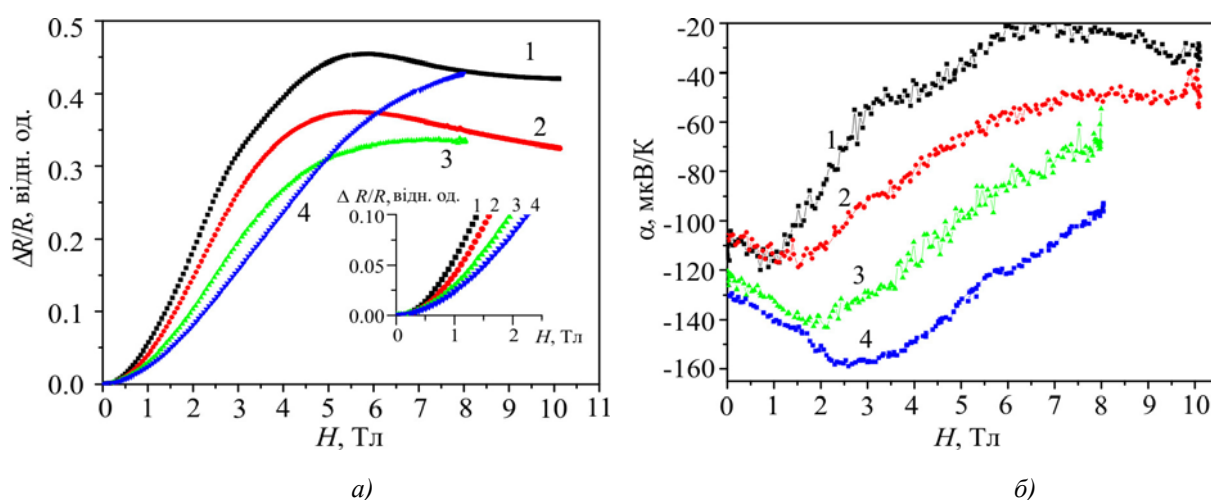 0.5
0.4
0.3
0.2
0.1
0.0
ΔR/R, відн. од.
1
2
3
4
Δ R/R, відн. од.
0.10
0.05
0.00
1 2 3 4
0 1 2 H, Тл
0 1 2 3 4 5 6 7 8 9 10 11
H, Тл
а)
-20
-40
-60
-80
-100
-120
-140
-160
α, мкВ/К
1
2
3
4
0 1 2 3 4 5 6 7 8 9 10
H, Тл
б)